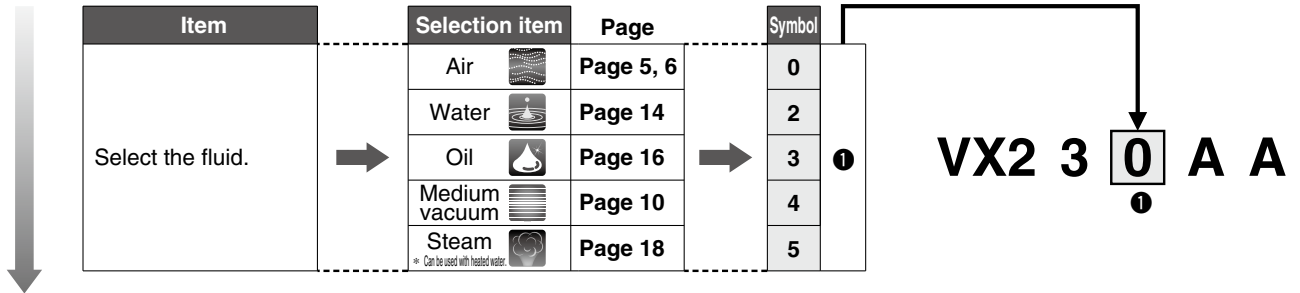 Item Selection item Page Symbol
Air Page 5, 6 0
Water Page 14 2
Select the fluid. Oil Page 16 3 ❶ VX2 3 0 A A
❶
Medium
vacuum Page 10 4
Steam Page 18 5
* Can be used with heated water.